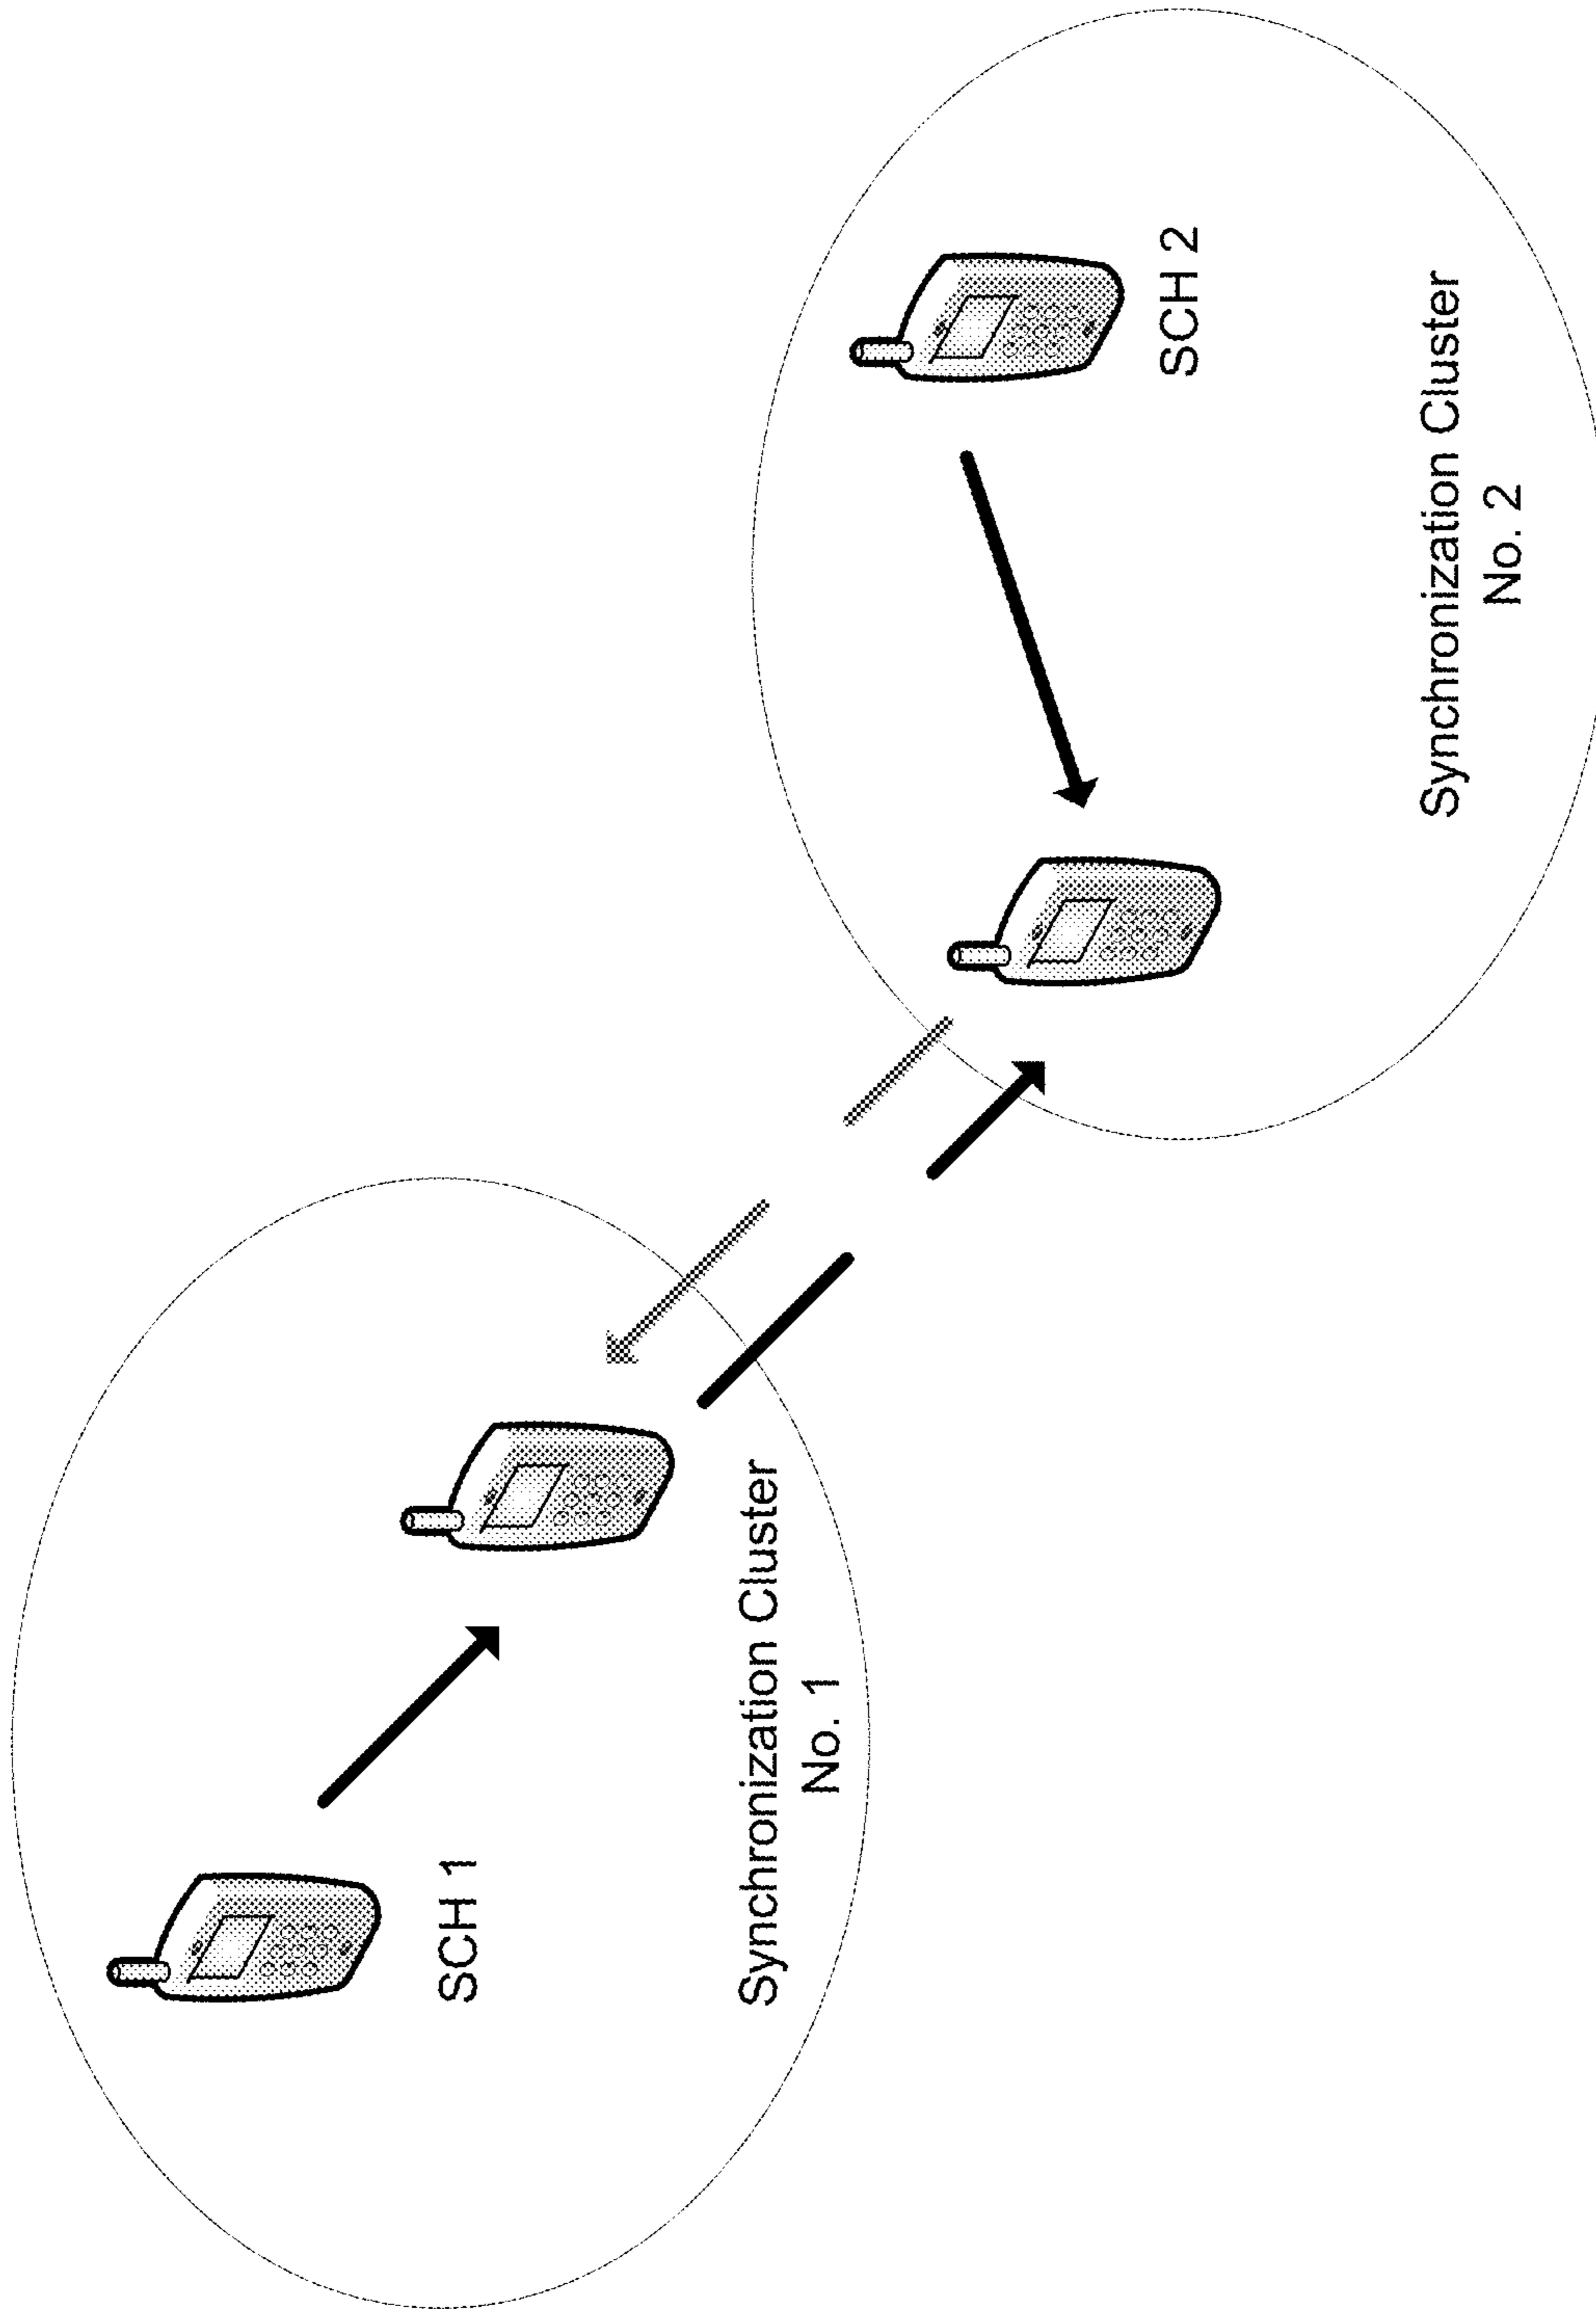 SCH 1
Synchronization Cluster
No. 1
SCH 2
Synchronization Cluster
No. 2